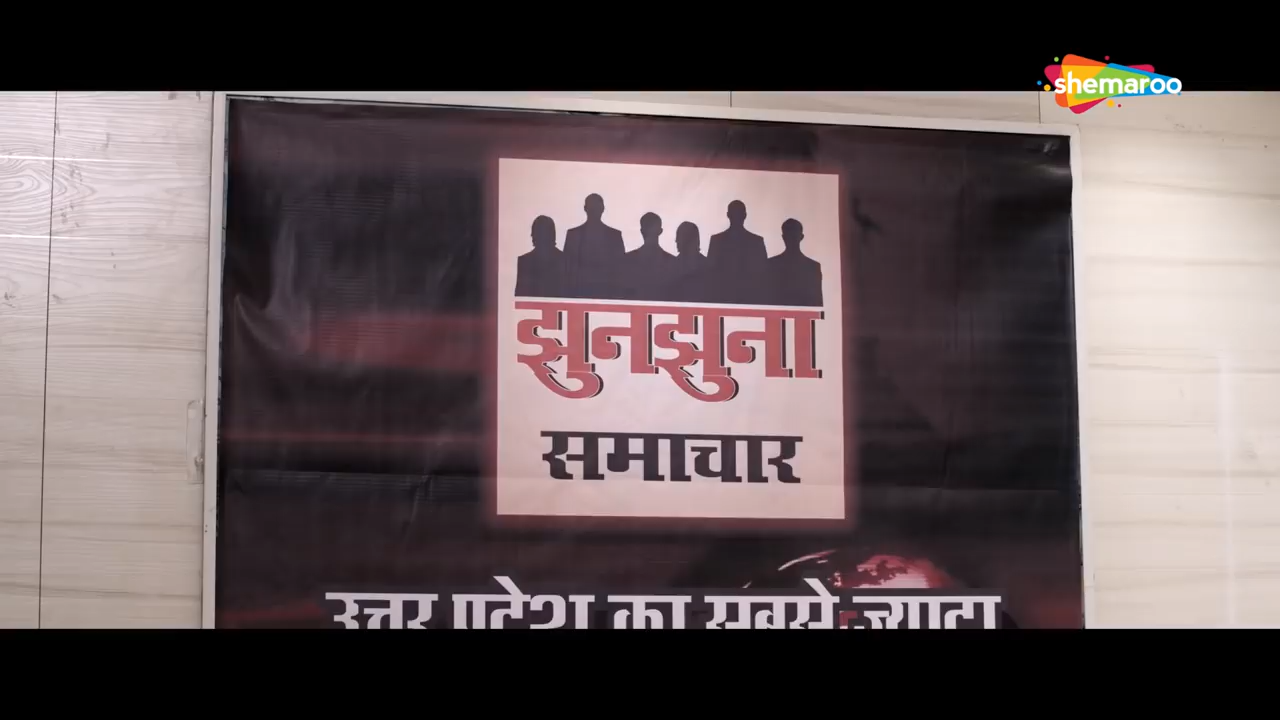 shemaroo
झुनझुना
समाचार
उत्तर प्रदेश का सबसे ज्यादा